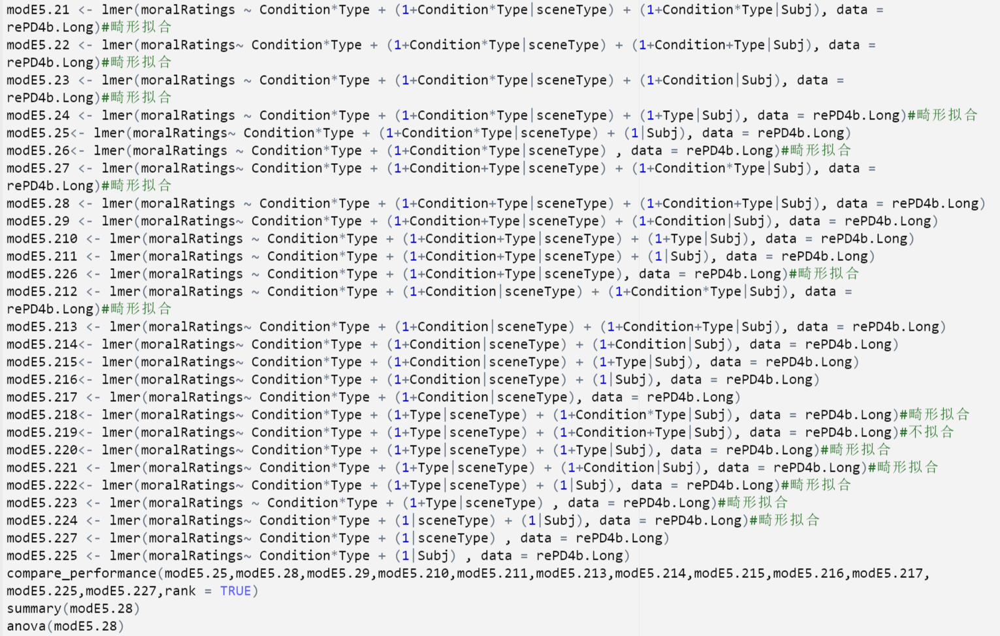 modE5.21 <- lmer(moralRatings ~ Condition*Type + (1+Condition*Type|sceneType) + (1+Condition*Type|Subj), data =
rePD4b.Long)#畸形拟合
modE5.22 <- lmer(moralRatings~ Condition*Type + (1+Condition*Type|sceneType) + (1+Condition+Type|Subj), data =
rePD4b.Long)#畸形拟合
modE5.23 <- lmer(moralRatings ~ Condition*Type + (1+Condition*Type|sceneType) + (1+Condition|Subj), data =
rePD4b.Long)#畸形拟合
modE5.24 <- lmer(moralRatings ~ Condition*Type + (1+Condition*Type|sceneType) + (1+Type|Subj), data = rePD4b.Long)#畸形拟合
modE5.25<- lmer(moralRatings~ Condition*Type + (1+Condition*Type|sceneType) + (1|Subj), data = rePD4b.Long)
modE5.26<- lmer(moralRatings ~ Condition*Type + (1+Condition*Type|sceneType) , data = rePD4b.Long)#畸形拟合
modE5.27 <- lmer(moralRatings~ Condition*Type + (1+Condition+Type|sceneType) + (1+Condition*Type|Subj), data =
rePD4b.Long)#畸形拟合
modE5.28 <- lmer(moralRatings ~ Condition*Type + (1+Condition+Type|sceneType) + (1+Condition+Type|Subj), data = rePD4b.Long)
modE5.29 <- lmer(moralRatings~ Condition*Type + (1+Condition+Type|sceneType) + (1+Condition|Subj), data = rePD4b.Long)
modE5.210 <- lmer(moralRatings ~ Condition*Type + (1+Condition+Type|sceneType) + (1+Type|Subj), data = rePD4b.Long)
modE5.211 <- lmer(moralRatings ~ Condition*Type + (1+Condition+Type|sceneType) + (1|Subj), data = rePD4b.Long)
modE5.226 <- lmer(moralRatings ~ Condition*Type + (1+Condition+Type|sceneType), data = rePD4b.Long)#畸形拟合
modE5.212 <- lmer(moralRatings ~ Condition*Type + (1+Condition|sceneType) + (1+Condition*Type|Subj), data =
rePD4b.Long)#畸形拟合
modE5.213 <- lmer(moralRatings~ Condition*Type + (1+Condition|sceneType) + (1+Condition+Type|Subj), data = rePD4b.Long)
modE5.214<- lmer(moralRatings~ Condition*Type + (1+Condition|sceneType) + (1+Condition|Subj), data = rePD4b.Long)
modE5.215<- lmer(moralRatings~ Condition*Type + (1+Condition|sceneType) + (1+Type|Subj), data = rePD4b.Long)
modE5.216<- lmer(moralRatings~ Condition*Type + (1+Condition|sceneType) + (1|Subj), data = rePD4b.Long)
modE5.217 <- lmer(moralRatings~ Condition*Type + (1+Condition|sceneType), data = rePD4b.Long)
modE5.218<- lmer(moralRatings~ Condition*Type + (1+Type|sceneType) + (1+Condition*Type|Subj), data = rePD4b.Long)#畸形拟合
modE5.219<- lmer(moralRatings~ Condition*Type + (1+Type|sceneType) + (1+Condition+Type|Subj), data = rePD4b.Long)#不拟合
modE5.220<- lmer(moralRatings~ Condition*Type + (1+Type|sceneType) + (1+Type|Subj), data = rePD4b.Long)#畸形拟合
modE5.221 <- lmer(moralRatings~ Condition*Type + (1+Type|sceneType) + (1+Condition|Subj), data = rePD4b.Long)#畸形拟合
modE5.222<- lmer(moralRatings~ Condition*Type + (1+Type|sceneType) + (1|Subj), data = rePD4b.Long)#畸形拟合
modE5.223 <- lmer(moralRatings ~ Condition*Type + (1+Type|sceneType) , data = rePD4b.Long)#畸形拟合
modE5.224 <- lmer(moralRatings~ Condition*Type + (1|sceneType) + (1|Subj), data = rePD4b.Long)#畸形拟合
modE5.227 <- lmer(moralRatings~ Condition*Type + (1|sceneType) , data = rePD4b.Long)
modE5.225 <- lmer(moralRatings~ Condition*Type + (1|Subj) , data = rePD4b.Long)
compare_performance(modE5.25,modE5.28,modE5.29,modE5.210,modE5.211,modE5.213,modE5.214,modE5.215,modE5.216,modE5.217,
modE5.225,modE5.227,rank = TRUE)
summary(modE5.28)
anova(modE5.28)